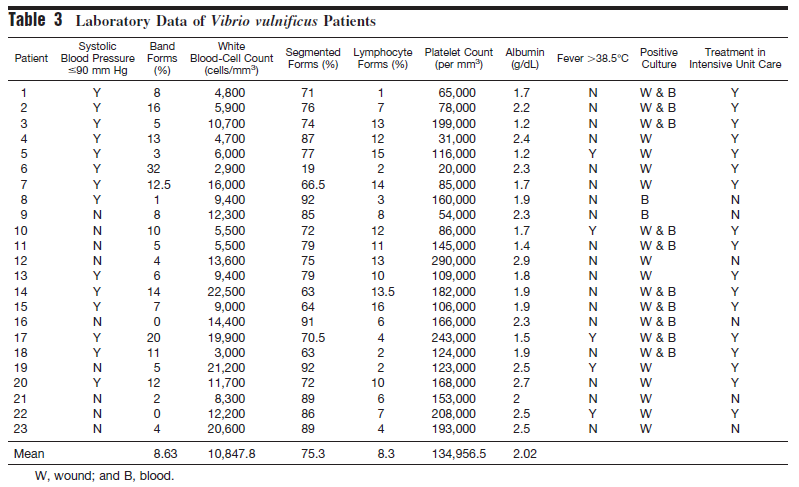 Table 3 Laboratory Data of Vibrio vulnificus Patients
Patient Systolic Blood Pressure ≤90 mm Hg Band Forms (%) White Blood-Cell Count (cells/mm³) Segmented Forms (%) Lymphocyte Forms (%) Platelet Count (per mm³) Albumin (g/dL) Fever >38.5°C Positive Culture Treatment in Intensive Unit Care
1 Y 8 4,800 71 1 65,000 1.7 N W & B Y
2 Y 16 5,900 76 7 78,000 2.2 N W & B Y
3 Y 5 10,700 74 13 199,000 1.2 N W & B Y
4 Y 13 4,700 87 12 31,000 2.4 N W Y
5 Y 3 6,000 77 15 116,000 1.2 Y W Y
6 Y 32 2,900 19 2 20,000 2.3 N W Y
7 Y 12.5 16,000 66.5 14 85,000 1.7 N W Y
8 Y 1 9,400 92 3 160,000 1.9 N B N
9 N 8 12,300 85 8 54,000 2.3 N B N
10 N 10 5,500 72 12 86,000 1.7 Y W & B Y
11 N 5 5,500 79 11 145,000 1.4 N W & B Y
12 N 4 13,600 75 13 290,000 2.9 N W N
13 Y 6 9,400 79 10 109,000 1.8 N W Y
14 Y 14 22,500 63 13.5 182,000 1.9 N W & B Y
15 Y 7 9,000 64 16 106,000 1.9 N W & B Y
16 N 0 14,400 91 6 166,000 2.3 N W & B N
17 Y 20 19,900 70.5 4 243,000 1.5 Y W & B Y
18 Y 11 3,000 63 2 124,000 1.9 N W & B Y
19 N 5 21,200 92 2 123,000 2.5 Y W Y
20 Y 12 11,700 72 10 168,000 2.7 N W Y
21 N 2 8,300 89 6 153,000 2 N W N
22 N 0 12,200 86 7 208,000 2.5 Y W N
23 N 4 20,600 89 4 193,000 2.5 N W N
Mean 8.63 10,847.8 75.3 8.3 134,956.5 2.02
W, wound; and B, blood.